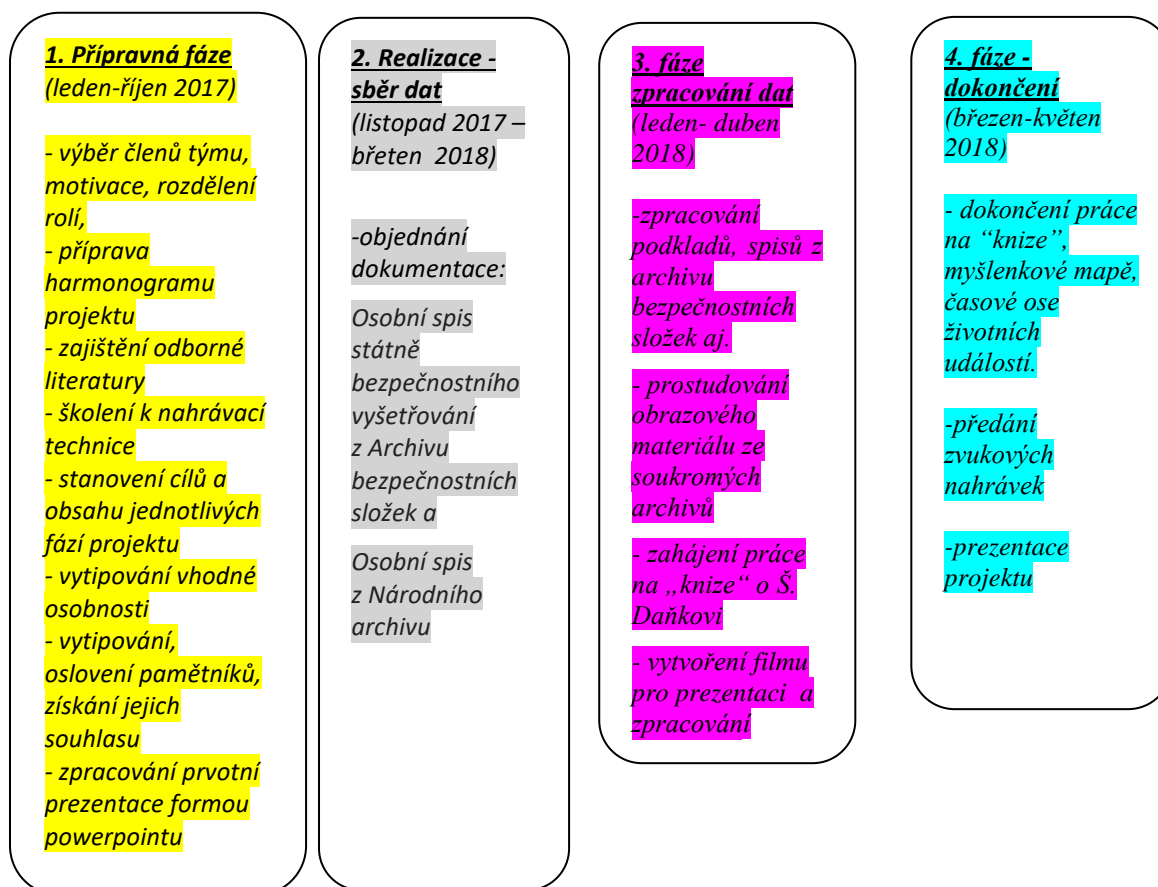 1. Přípravná fáze
(leden-říjen 2017)
- výběr členů týmu,
motivace, rozdělení
rolí,
- příprava
harmonogramu
projektu
- zajištění odborné
literatury
- školení k nahrávací
technice
- stanovení cílů a
obsahu jednotlivých
fází projektu
- vytipování vhodné
osobnosti
- vytipování,
oslovení pamětníků,
získání jejich
souhlasu
- zpracování prvotní
prezentace formou
powerpointu
2. Realizace -
sběr dat
(listopad 2017 –
břeten 2018)
-objednání
dokumentace:
Osobní spis
státně
bezpečnostního
vyšetřování
z Archivu
bezpečnostních
složek a
Osobní spis
z Národního
archivu
3. fáze
zpracování dat
(leden- duben
2018)
-zpracování
podkladů, spisů z
archivu
bezpečnostních
složek aj.
- prostudování
obrazového
materiálu ze
soukromých
archivů
- zahájení práce
na „knize“ o Š.
Daňkovi
- vytvoření filmu
pro prezentaci a
zpracování
4. fáze -
dokončení
(březen-květen
2018)
- dokončení práce
na “knize”,
myšlenkové mapě,
časové ose
životních
událostí.
-předání
zvukových
nahrávek
-prezentace
projektu